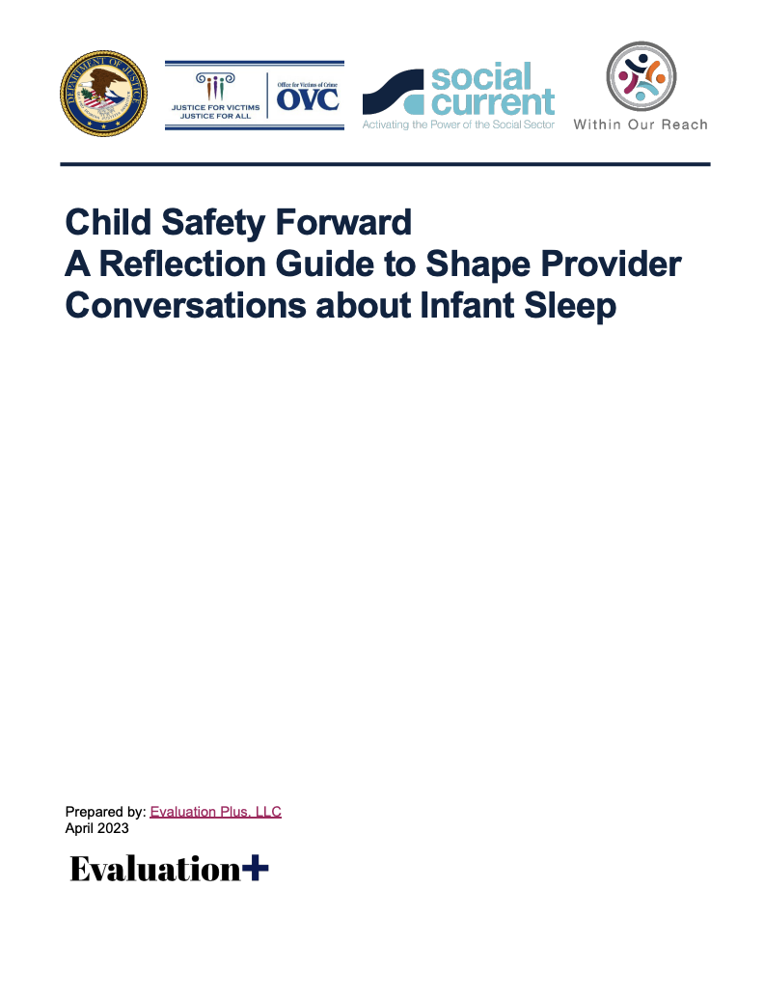 DEPARTMENT OF JUSTICE
JUSTICE FOR VICTIMS
JUSTICE FOR ALL
Office for Victims of Crime
OVC
social
current
Activating the Power of the Social Sector
Within Our Reach
Child Safety Forward
A Reflection Guide to Shape Provider
Conversations about Infant Sleep
Prepared by: Evaluation Plus, LLC
April 2023
Evaluation+